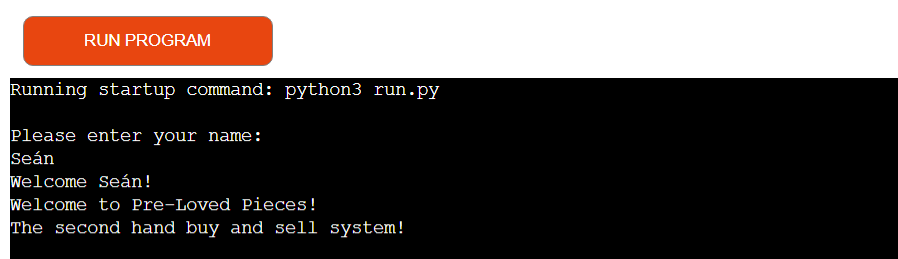 RUN PROGRAM
Running startup command: python3 run.py
Please enter your name:
Seán
Welcome Seán!
Welcome to Pre-Loved Pieces!
The second hand buy and sell system!